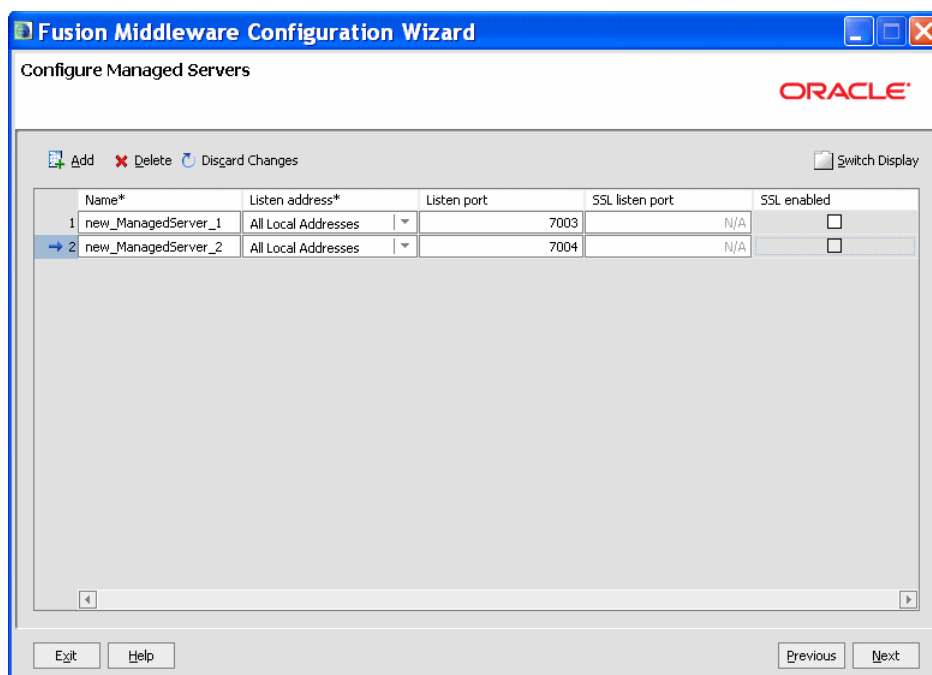 Fusion Middleware Configuration Wizard
Configure Managed Servers
ORACLE
Add Delete Discard Changes Switch Display
Name* Listen address* Listen port SSL listen port SSL enabled
1 new_ManagedServer_1 All Local Addresses 7003 N/A
2 new_ManagedServer_2 All Local Addresses 7004 N/A
Exit Help Previous Next